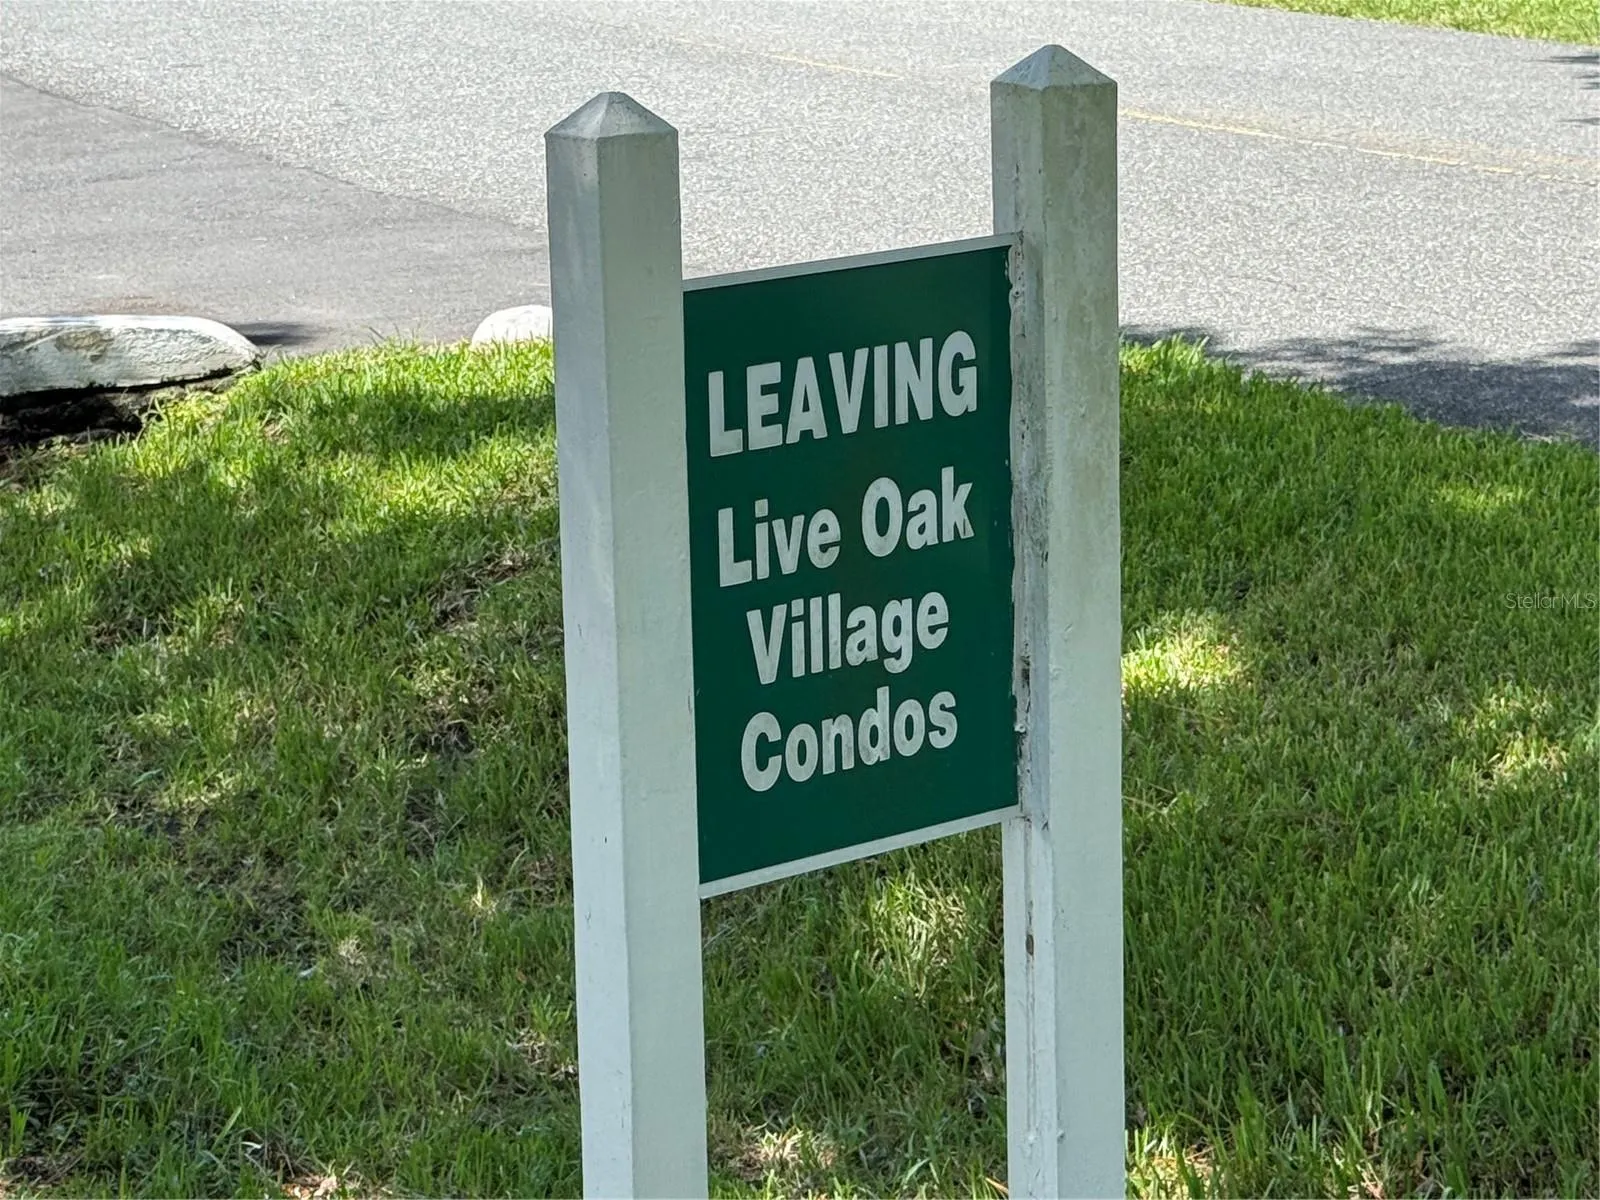 LEAVING
Live Oak
Village
Condos
StellarMLS